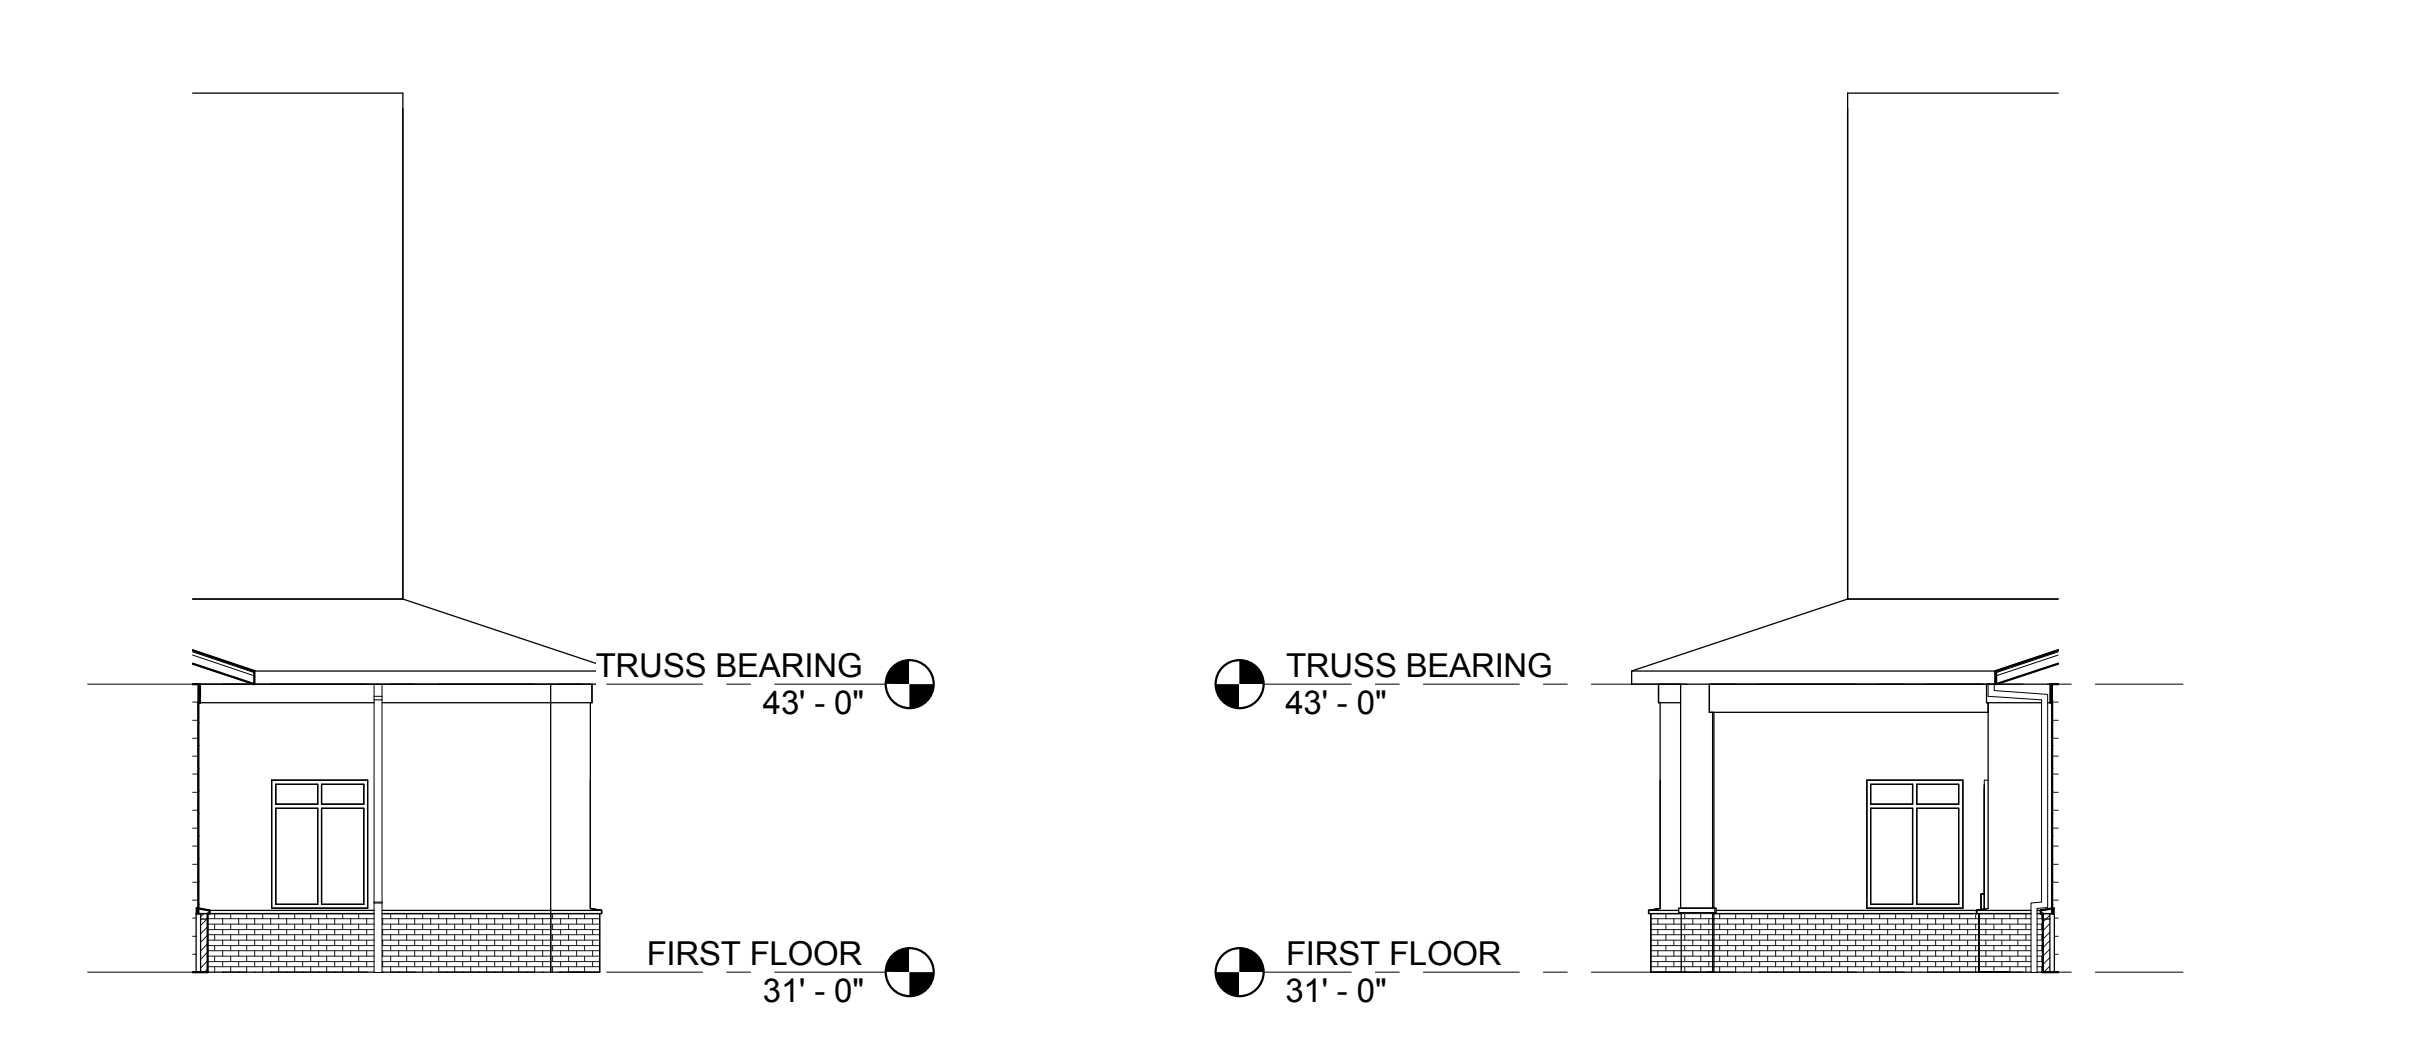 TRUSS BEARING
43' - 0"
FIRST FLOOR
31' - 0"
TRUSS BEARING
43' - 0"
FIRST FLOOR
31' - 0"